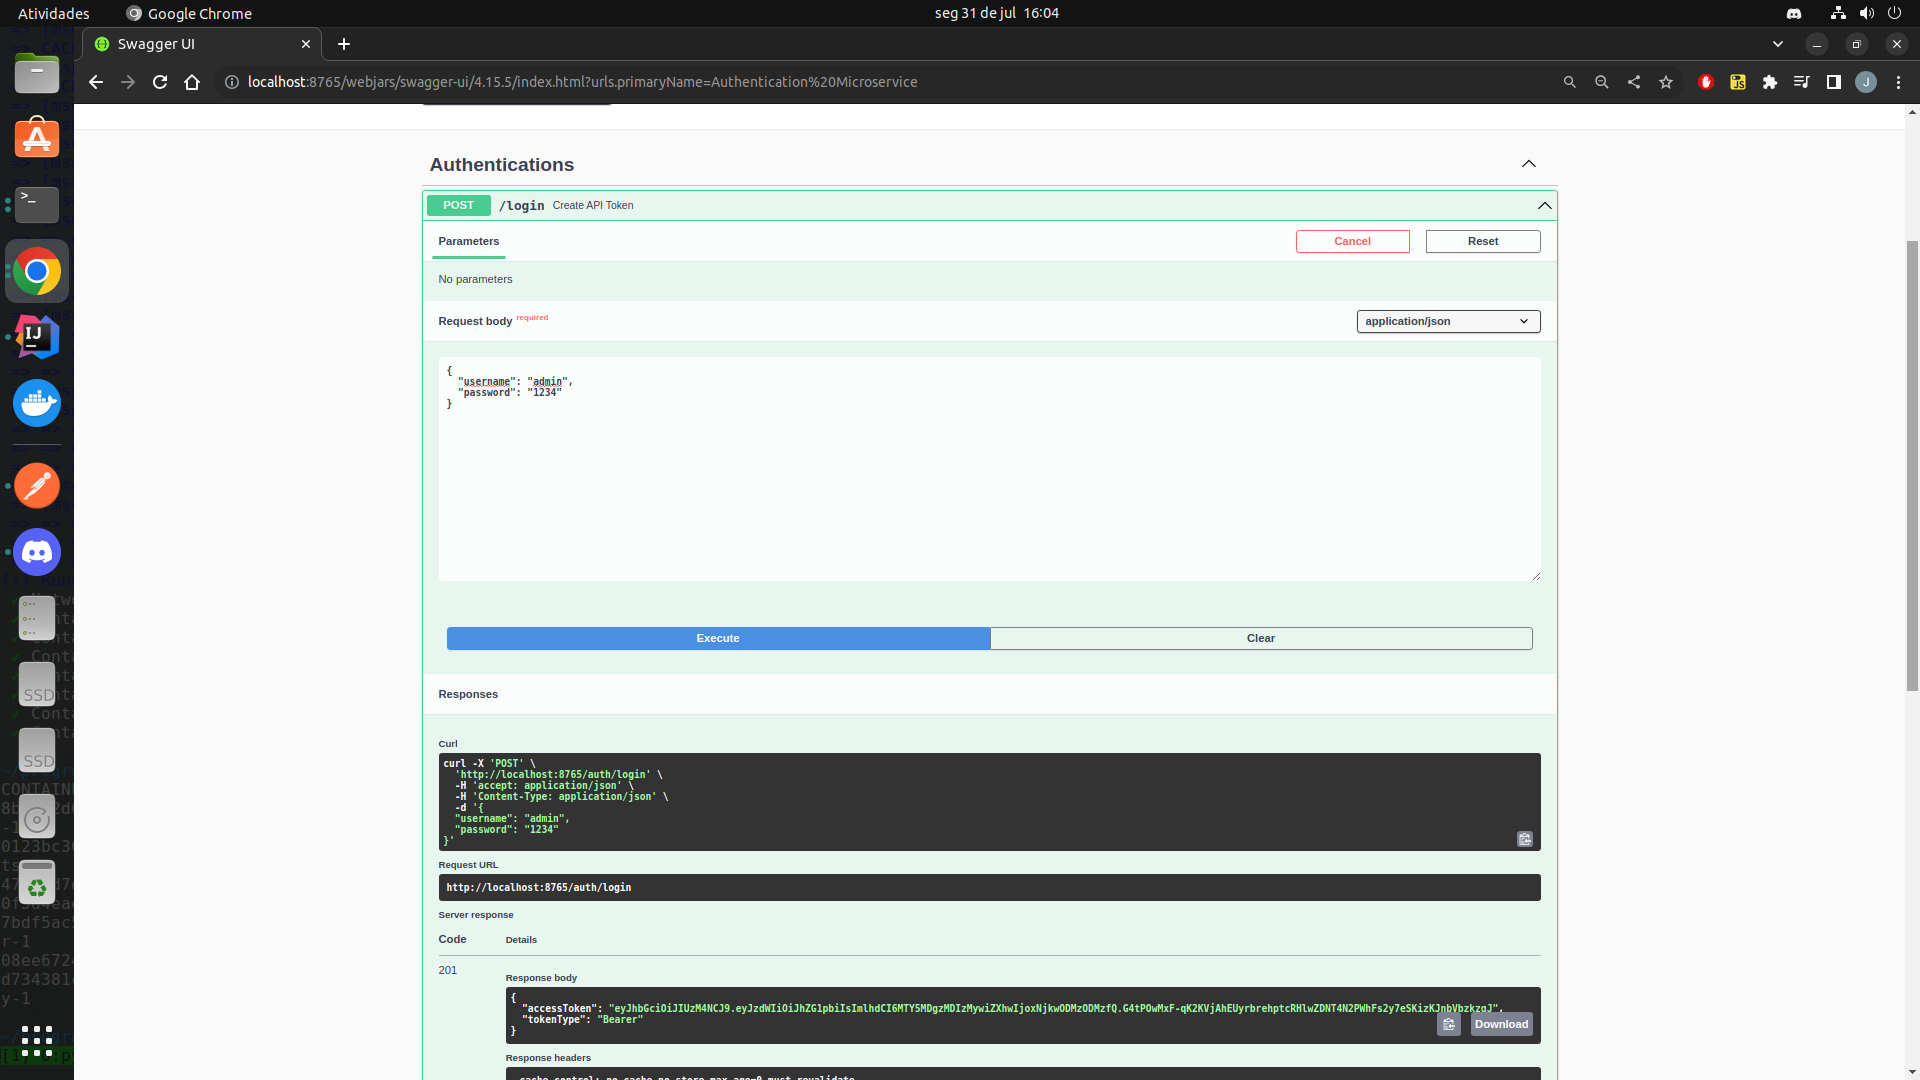 Atividades
Google Chrome
seg 31 de jul 16:04
Swagger UI
localhost:8765/webjars/swagger-ui/4.15.5/index.html?urls.primaryName=Authentication%20Microservice
J
Authentications
POST /login Create API Token
Parameters
Cancel
Reset
No parameters
Request body required
application/json
{
"username": "admin",
"password": "1234"
}
Execute
Clear
Responses
Curl
curl -X 'POST' \
'http://localhost:8765/auth/login' \
-H 'accept: application/json' \
-H 'Content-Type: application/json' \
-d '{
"username": "admin",
"password": "1234"
}'
Request URL
http://localhost:8765/auth/login
Server response
Code
Details
201
Response body
{
"accessToken":
"tokenType": "Bearer"
}
Download
Response headers
cache-control: no-cache,no-store,max-age=0,must-revalidate
SSD
SSD